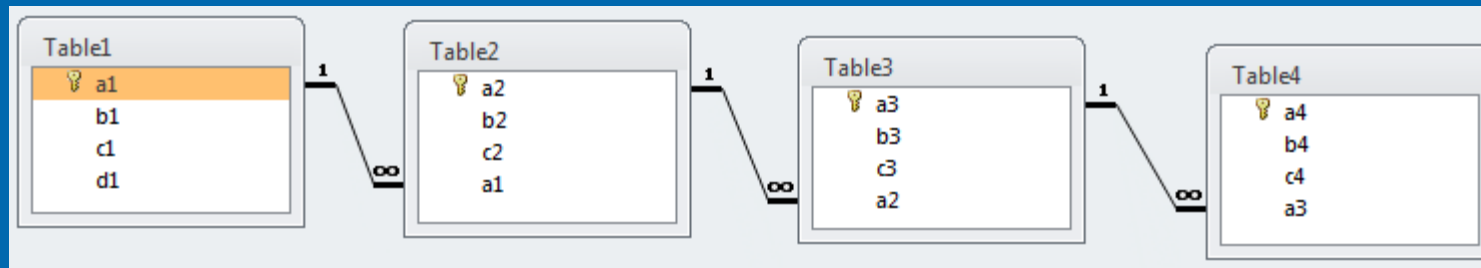 Table1
a1
b1
c1
d1
1
∞
Table2
a2
b2
c2
a1
1
∞
Table3
a3
b3
c3
a2
1
∞
Table4
a4
b4
c4
a3